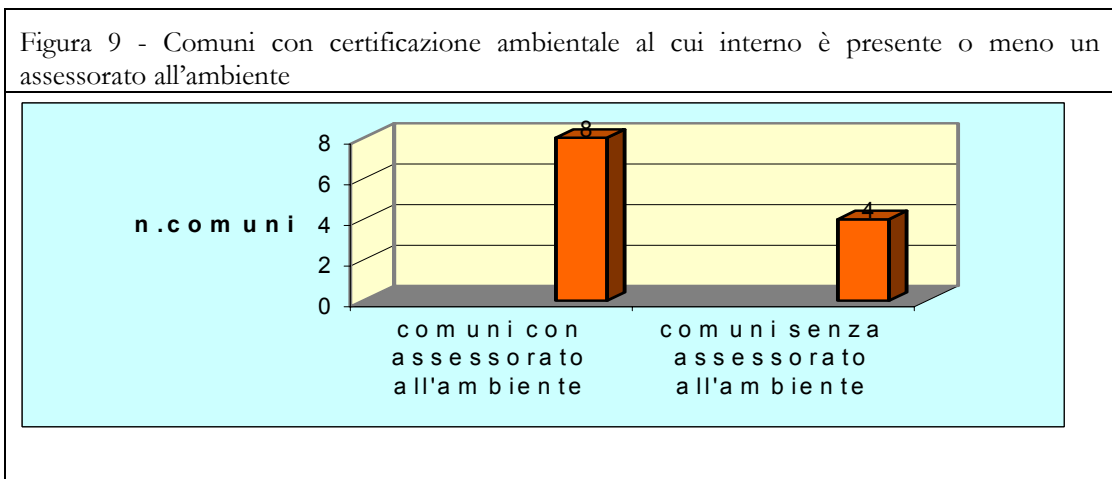 Figura 9 - Comuni con certificazione ambientale al cui interno è presente o meno un
assessorato all'ambiente
8
6
4
2
0
n.comuni
8
4
comuni con
assessorato
all'ambiente
comuni senza
assessorato
all'ambiente